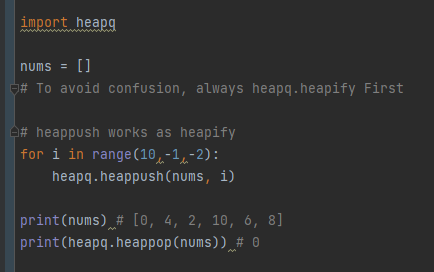 import heapq
nums = []
# To avoid confusion, always heapq.heapify First
# heappush works as heapify
for i in range(10,-1,-2):
    heapq.heappush(nums, i)
print(nums) # [0, 4, 2, 10, 6, 8]
print(heapq.heappop(nums)) # 0